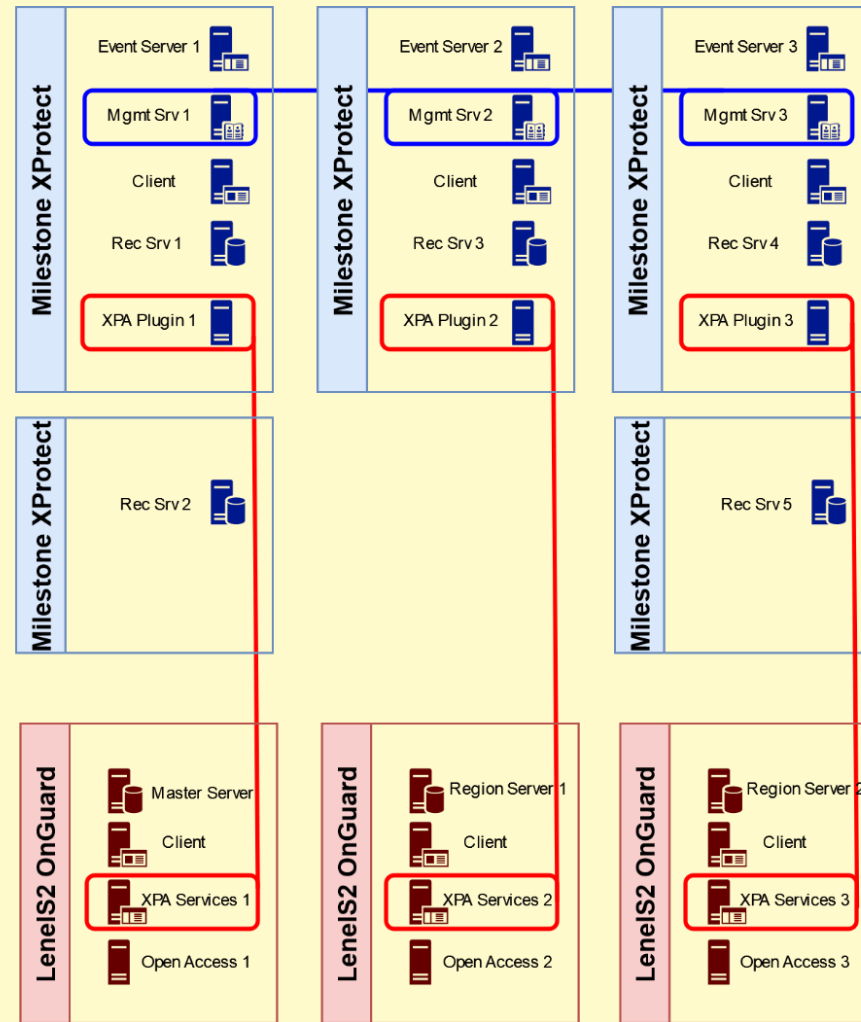 Milestone XProtect
Event Server 1
Mgmt Srv 1
Client
Rec Srv 1
XPA Plugin 1
Milestone XProtect
Event Server 2
Mgmt Srv 2
Client
Rec Srv 3
XPA Plugin 2
Milestone XProtect
Event Server 3
Mgmt Srv 3
Client
Rec Srv 4
XPA Plugin 3
Milestone XProtect
Rec Srv 2
Milestone XProtect
Rec Srv 5
LenelS2 OnGuard
Master Server
Client
XPA Services 1
Open Access 1
LenelS2 OnGuard
Region Server 1
Client
XPA Services 2
Open Access 2
LenelS2 OnGuard
Region Server 2
Client
XPA Services 3
Open Access 3